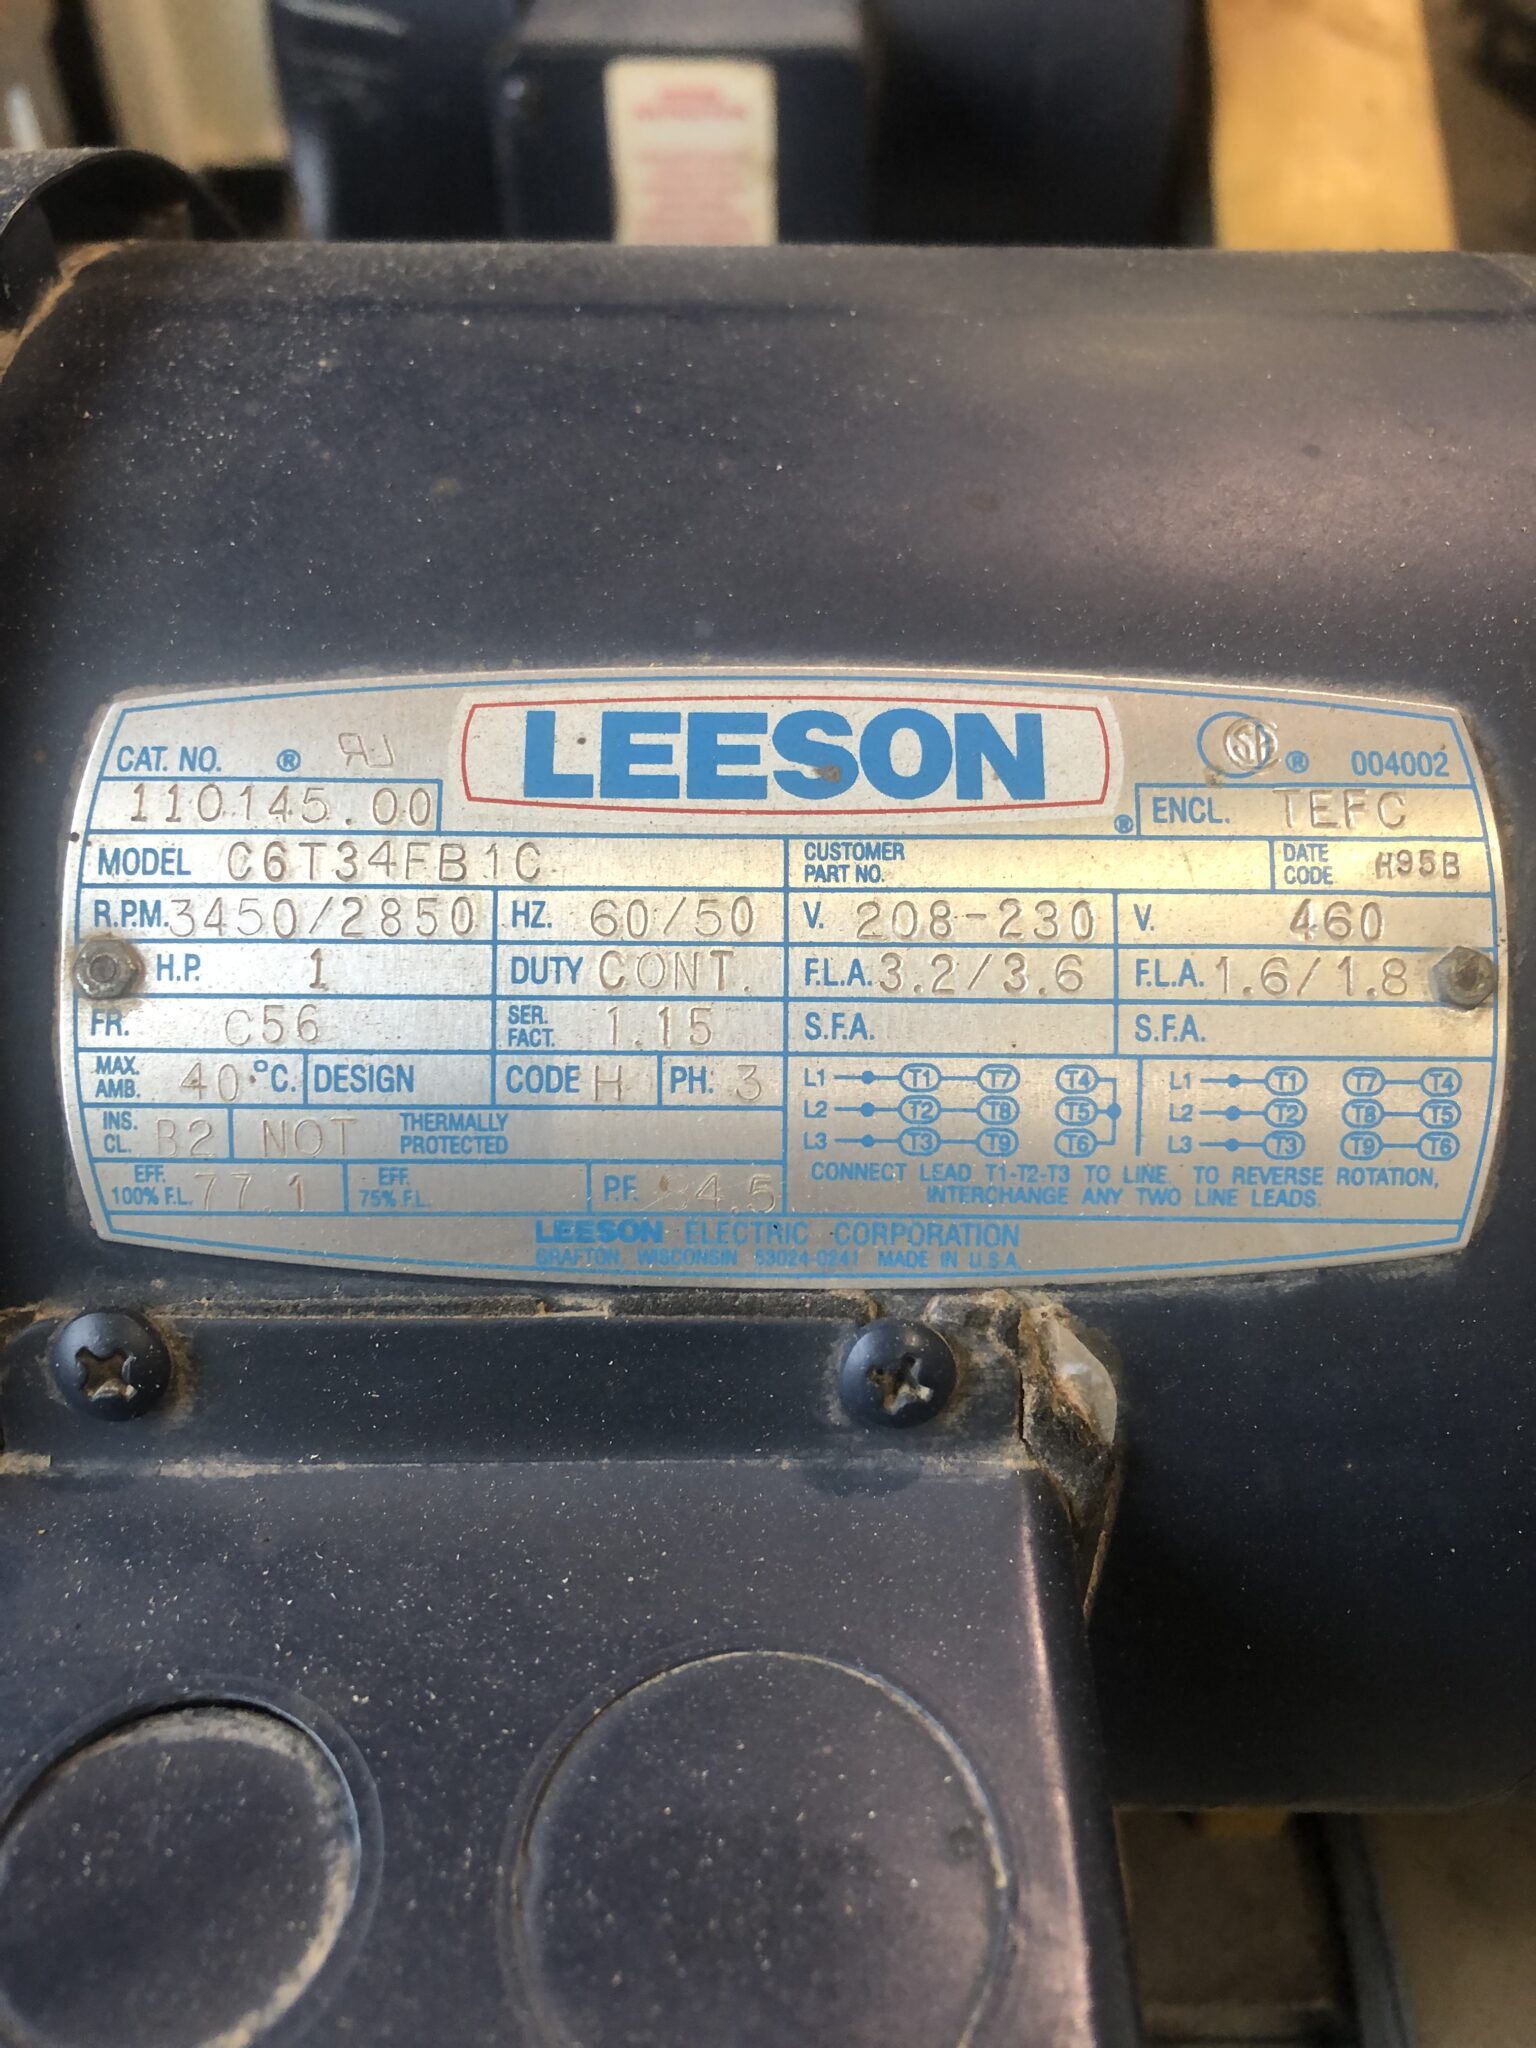 LEESON
CAT. NO. ® ® 004002
110145.00 ® ENCL. TEFC
MODEL C6T34FB1C CUSTOMER PART NO. DATE CODE H95B
R.P.M. 3450/2850 HZ. 60/50 V. 208-230 V. 460
H.P. 1 DUTY CONT. F.L.A. 3.2/3.6 F.L.A. 1.6/1.8
FR. C56 SER. FACT. 1.15 S.F.A. S.F.A.
MAX. AMB. 40 °C. DESIGN CODE H PH. 3
INS. CL. B2 NOT THERMALLY PROTECTED
EFF. 100% F.L. 77.1 EFF. 75% F.L. P.F. 84.5
L1 T1 T7 T4 L1 T1 T7 T4
L2 T2 T8 T5 L2 T2 T8 T5
L3 T3 T9 T6 L3 T3 T9 T6
CONNECT LEAD T1-T2-T3 TO LINE. TO REVERSE ROTATION,
INTERCHANGE ANY TWO LINE LEADS.
LEESON ELECTRIC CORPORATION
GRAFTON, WISCONSIN 53024-0241 MADE IN U.S.A.